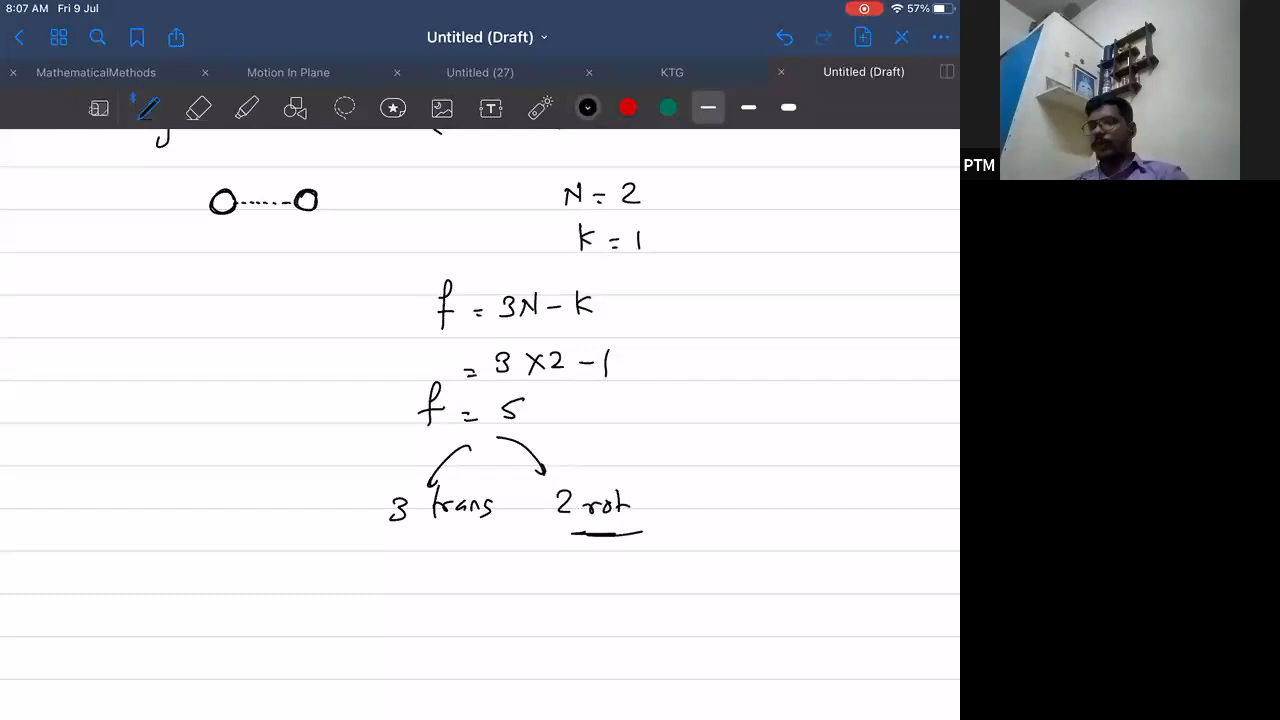 8:07 AM Fri 9 Jul
57%
Untitled (Draft)
MathematicalMethods
Motion In Plane
Untitled (27)
KTG
Untitled (Draft)
PTM
N = 2
K = 1
f = 3N - K
= 3 × 2 - 1
f = 5
3 trans 2 rot